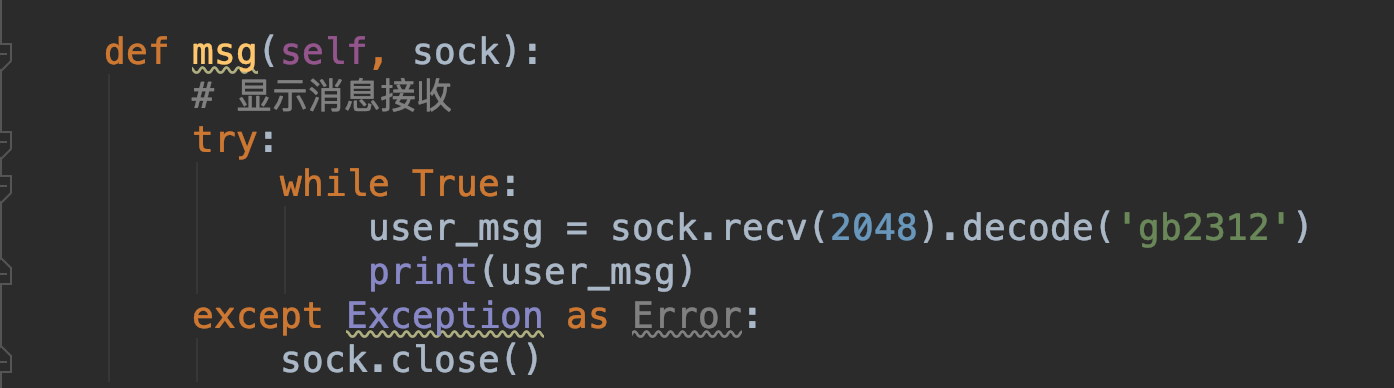 def msg(self, sock):
# 显示消息接收
try:
while True:
user_msg = sock.recv(2048).decode('gb2312')
print(user_msg)
except Exception as Error:
sock.close()